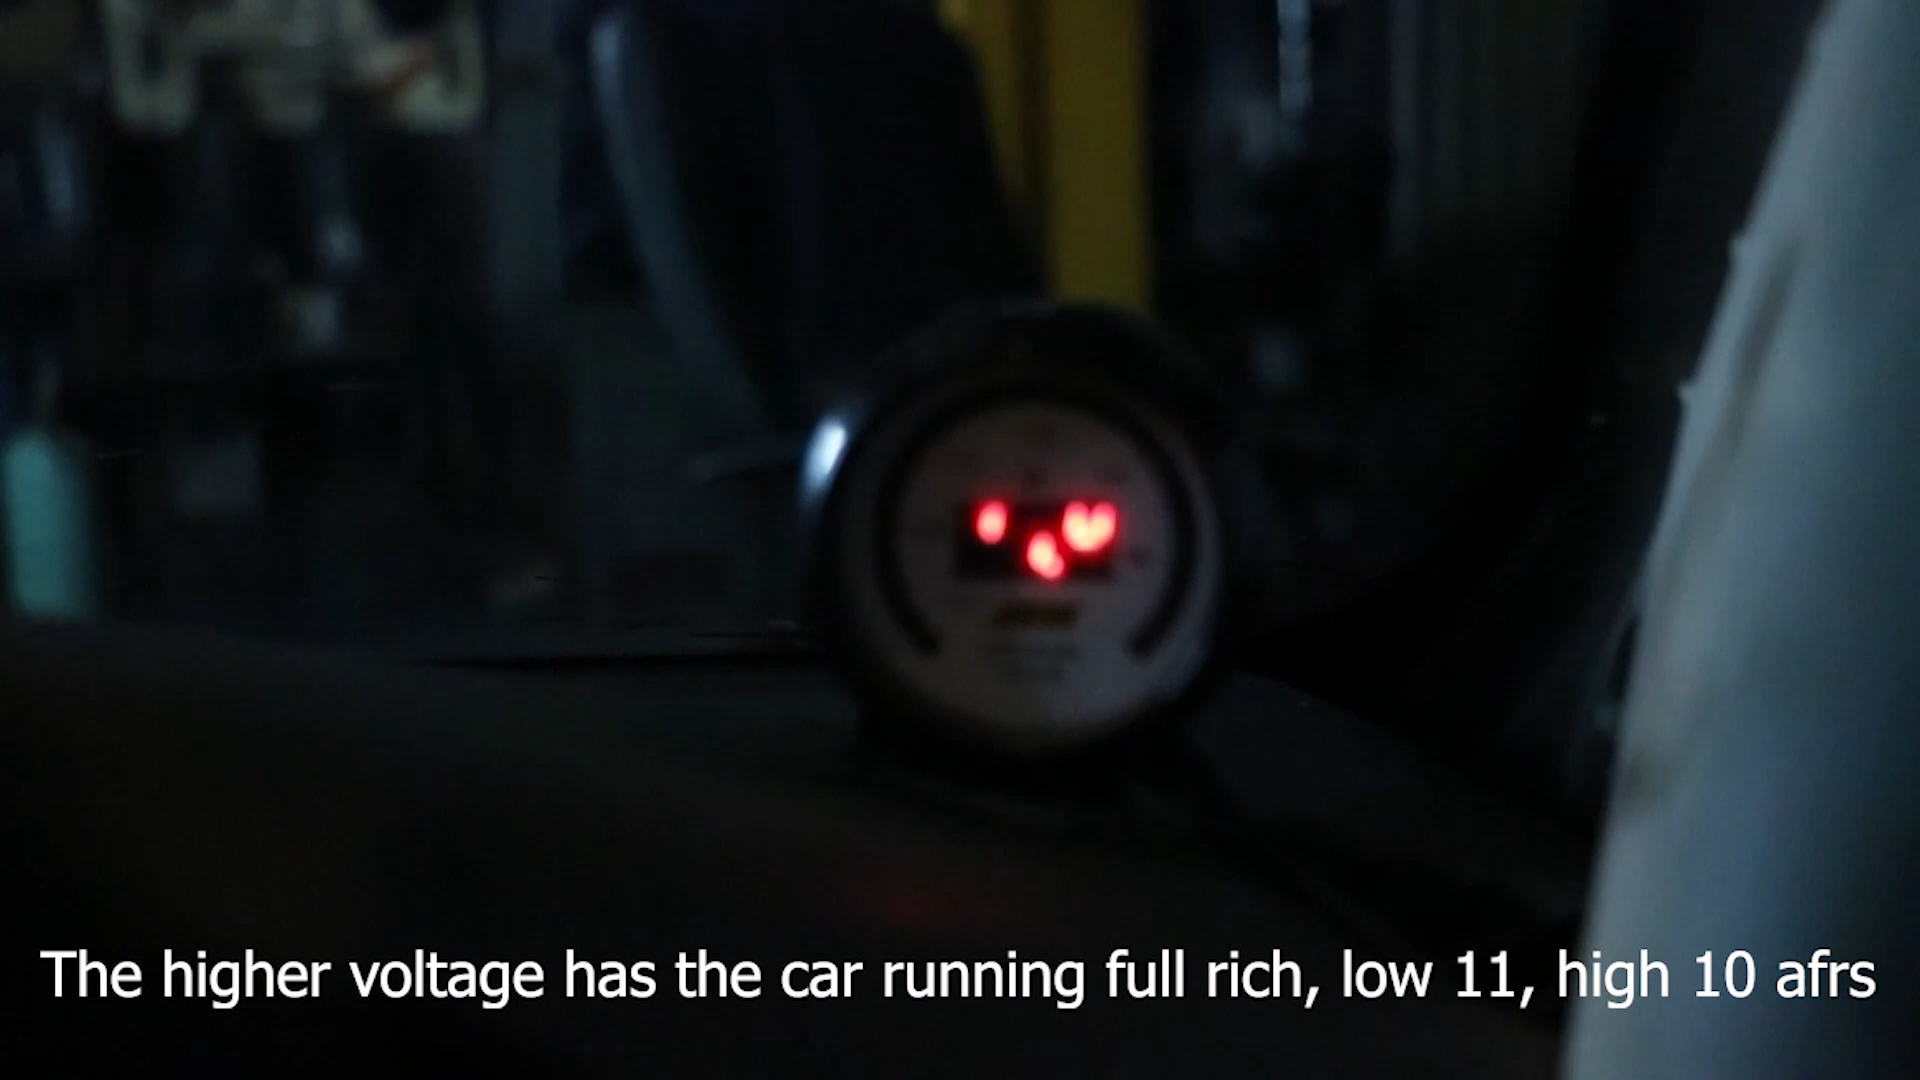 The higher voltage has the car running full rich, low 11, high 10 afrs